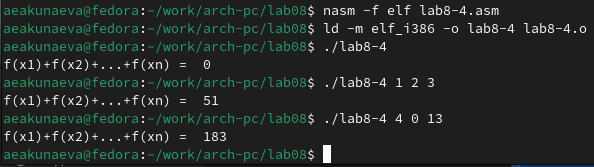 aeakunaeva@fedora:~/work/arch-pc/lab08$ nasm -f elf lab8-4.asm
aeakunaeva@fedora:~/work/arch-pc/lab08$ ld -m elf_i386 -o lab8-4 lab8-4.o
aeakunaeva@fedora:~/work/arch-pc/lab08$ ./lab8-4
f(x1)+f(x2)+...+f(xn) =  0
aeakunaeva@fedora:~/work/arch-pc/lab08$ ./lab8-4 1 2 3
f(x1)+f(x2)+...+f(xn) =  51
aeakunaeva@fedora:~/work/arch-pc/lab08$ ./lab8-4 4 0 13
f(x1)+f(x2)+...+f(xn) =  183
aeakunaeva@fedora:~/work/arch-pc/lab08$